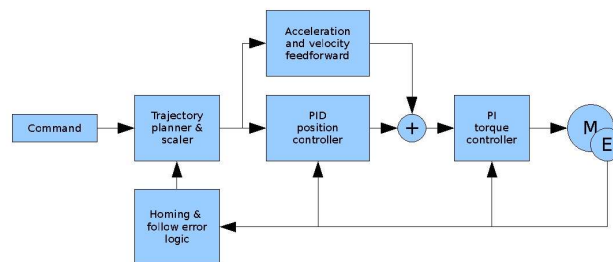 Acceleration
and velocity
feedforward
Command
Trajectory
planner &
scaler
PID
position
controller
+
PI
torque
controller
M
E
Homing &
follow error
logic